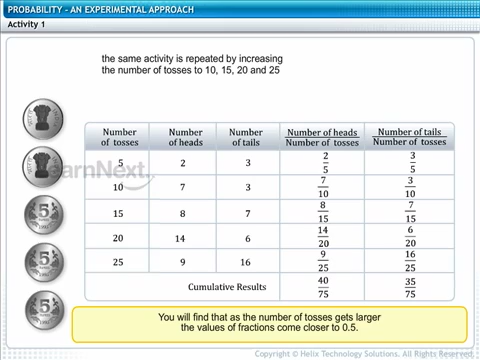 PROBABILITY - AN EXPERIMENTAL APPROACH
Activity 1
the same activity is repeated by increasing
the number of tosses to 10, 15, 20 and 25
Number of tosses Number of heads Number of tails Number of heads/Number of tosses Number of tails/Number of tosses
5 2 3 2/5 3/5
10 7 3 7/10 3/10
15 8 7 8/15 7/15
20 14 6 14/20 6/20
25 9 16 9/25 16/25
Cumulative Results 40/75 35/75
5
5
5
LearnNext..
You will find that as the number of tosses gets larger
the values of fractions come closer to 0.5.
Copyright © Helix Technology Solutions. All Rights Reserved.